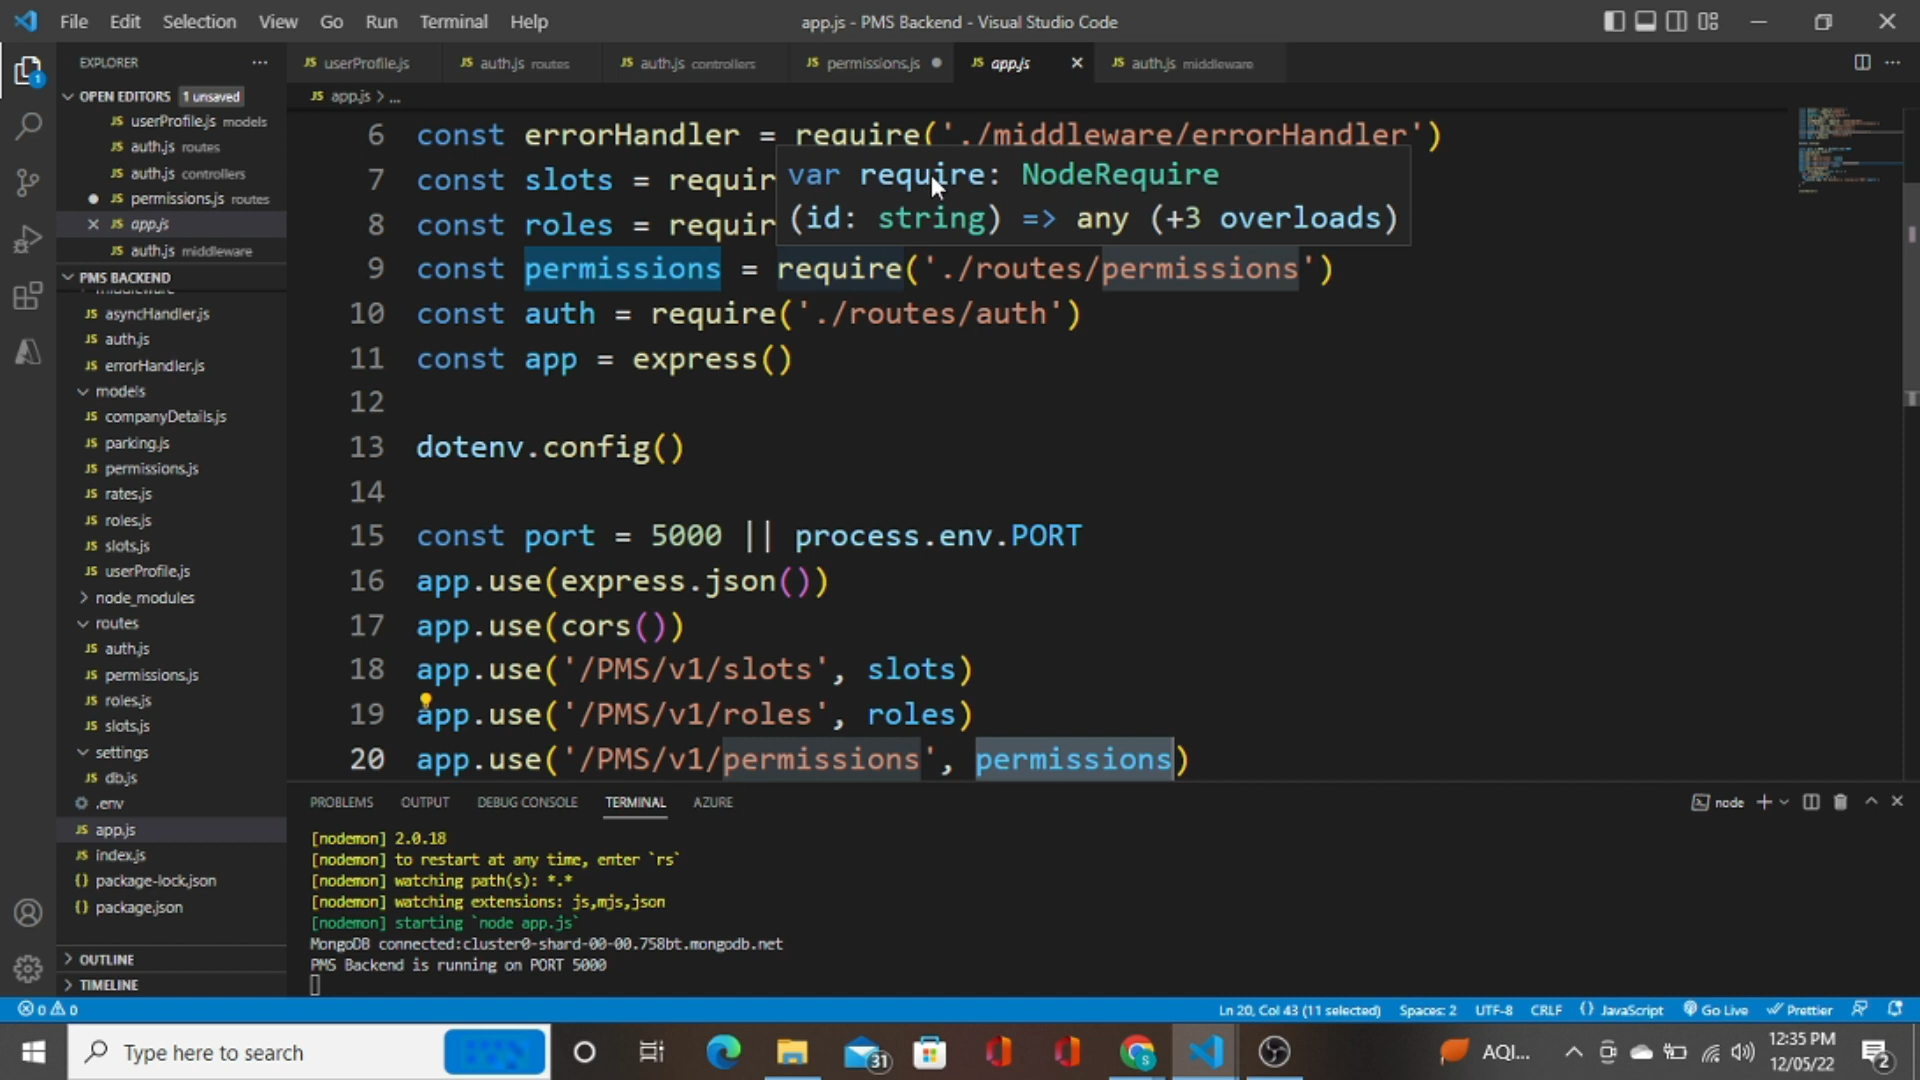 File Edit Selection View Go Run Terminal Help
app.js - PMS Backend - Visual Studio Code
EXPLORER
userProfile.js
auth.js routes
auth.js controllers
permissions.js
app.js
auth.js middleware
OPEN EDITORS 1 unsaved
app.js > ...
userProfile.js models
auth.js routes
auth.js controllers
permissions.js routes
app.js
auth.js middleware
PMS BACKEND
middleware
asyncHandler.js
auth.js
errorHandler.js
models
companyDetails.js
parking.js
permissions.js
rates.js
roles.js
slots.js
userProfile.js
node_modules
routes
auth.js
permissions.js
roles.js
slots.js
settings
db.js
.env
app.js
index.js
package-lock.json
package.json
OUTLINE
TIMELINE
6 const errorHandler = require('./middleware/errorHandler')
7 const slots = requir
8 const roles = requir
var require: NodeRequire
(id: string) => any (+3 overloads)
9 const permissions = require('./routes/permissions')
10 const auth = require('./routes/auth')
11 const app = express()
12
13 dotenv.config()
14
15 const port = 5000 || process.env.PORT
16 app.use(express.json())
17 app.use(cors())
18 app.use('/PMS/v1/slots', slots)
19 app.use('/PMS/v1/roles', roles)
20 app.use('/PMS/v1/permissions', permissions)
PROBLEMS OUTPUT DEBUG CONSOLE TERMINAL AZURE
node
[nodemon] 2.0.18
[nodemon] to restart at any time, enter `rs`
[nodemon] watching path(s): *.*
[nodemon] watching extensions: js,mjs,json
[nodemon] starting `node app.js`
MongoDB connected:cluster0-shard-00-00.758bt.mongodb.net
PMS Backend is running on PORT 5000
0 0
Ln 20, Col 43 (11 selected) Spaces: 2 UTF-8 CRLF {} JavaScript Go Live Prettier
Type here to search
31
AQI...
12:35 PM
12/05/22
2